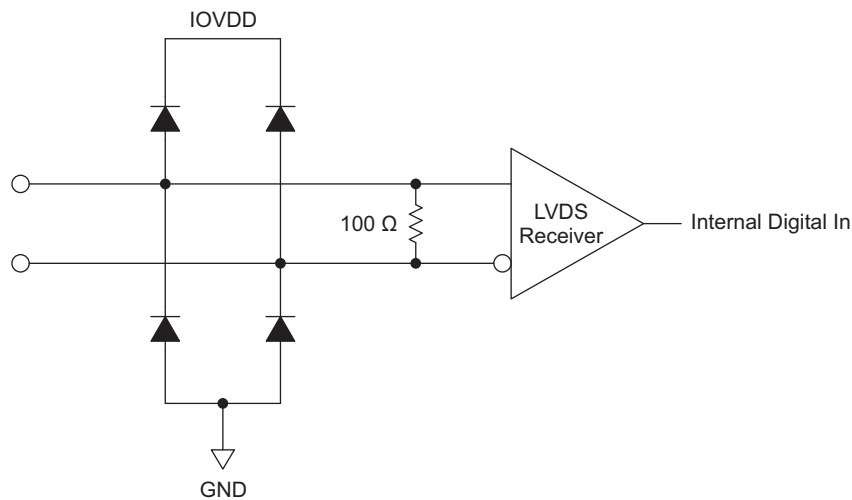 IOVDD
100 Ω
LVDS
Receiver
Internal Digital In
GND